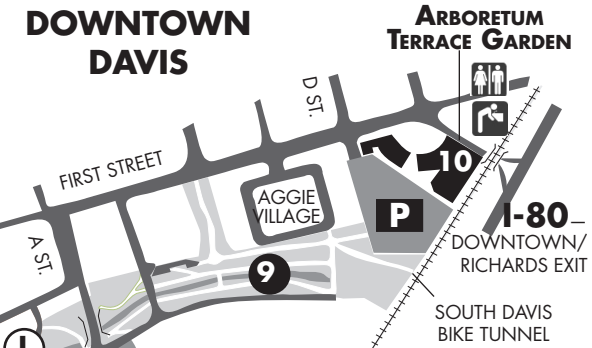 DOWNTOWN
DAVIS
ARBORETUM
TERRACE GARDEN
D ST.
FIRST STREET
10
AGGIE
VILLAGE
P
I-80
DOWNTOWN/
RICHARDS EXIT
A ST.
9
SOUTH DAVIS
BIKE TUNNEL